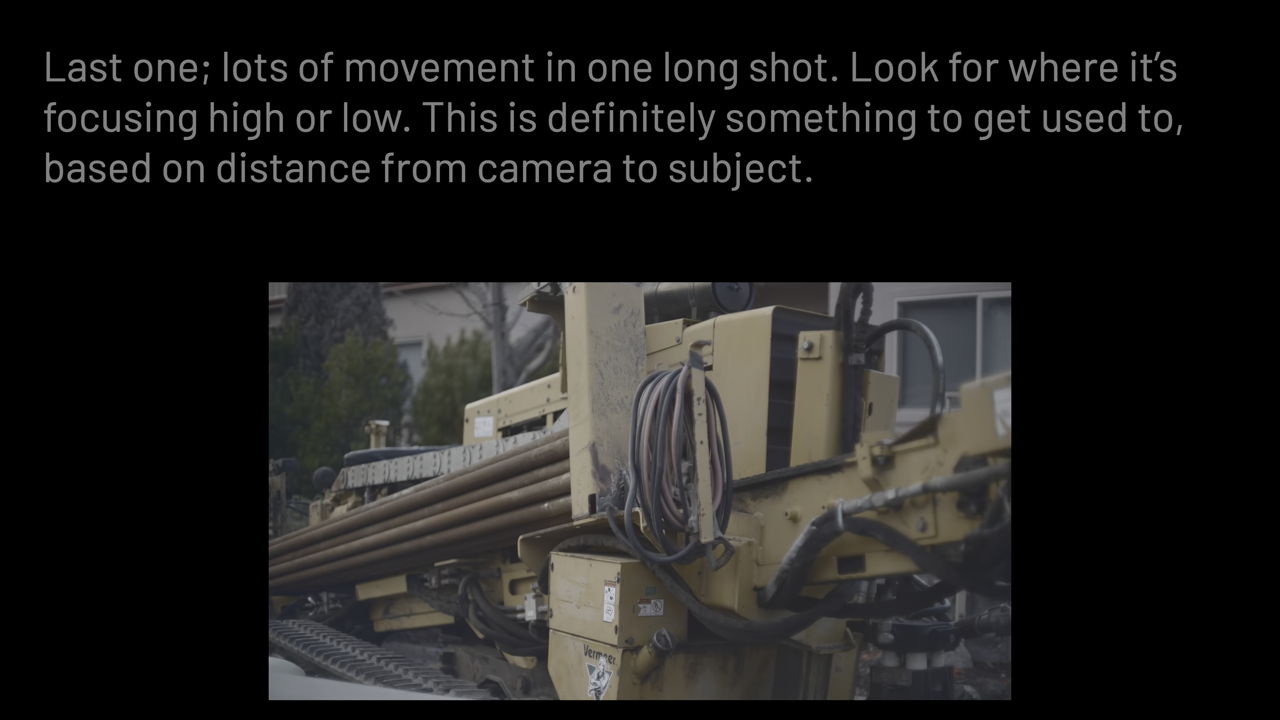 Last one; lots of movement in one long shot. Look for where it’s
focusing high or low. This is definitely something to get used to,
based on distance from camera to subject.
Vermeer